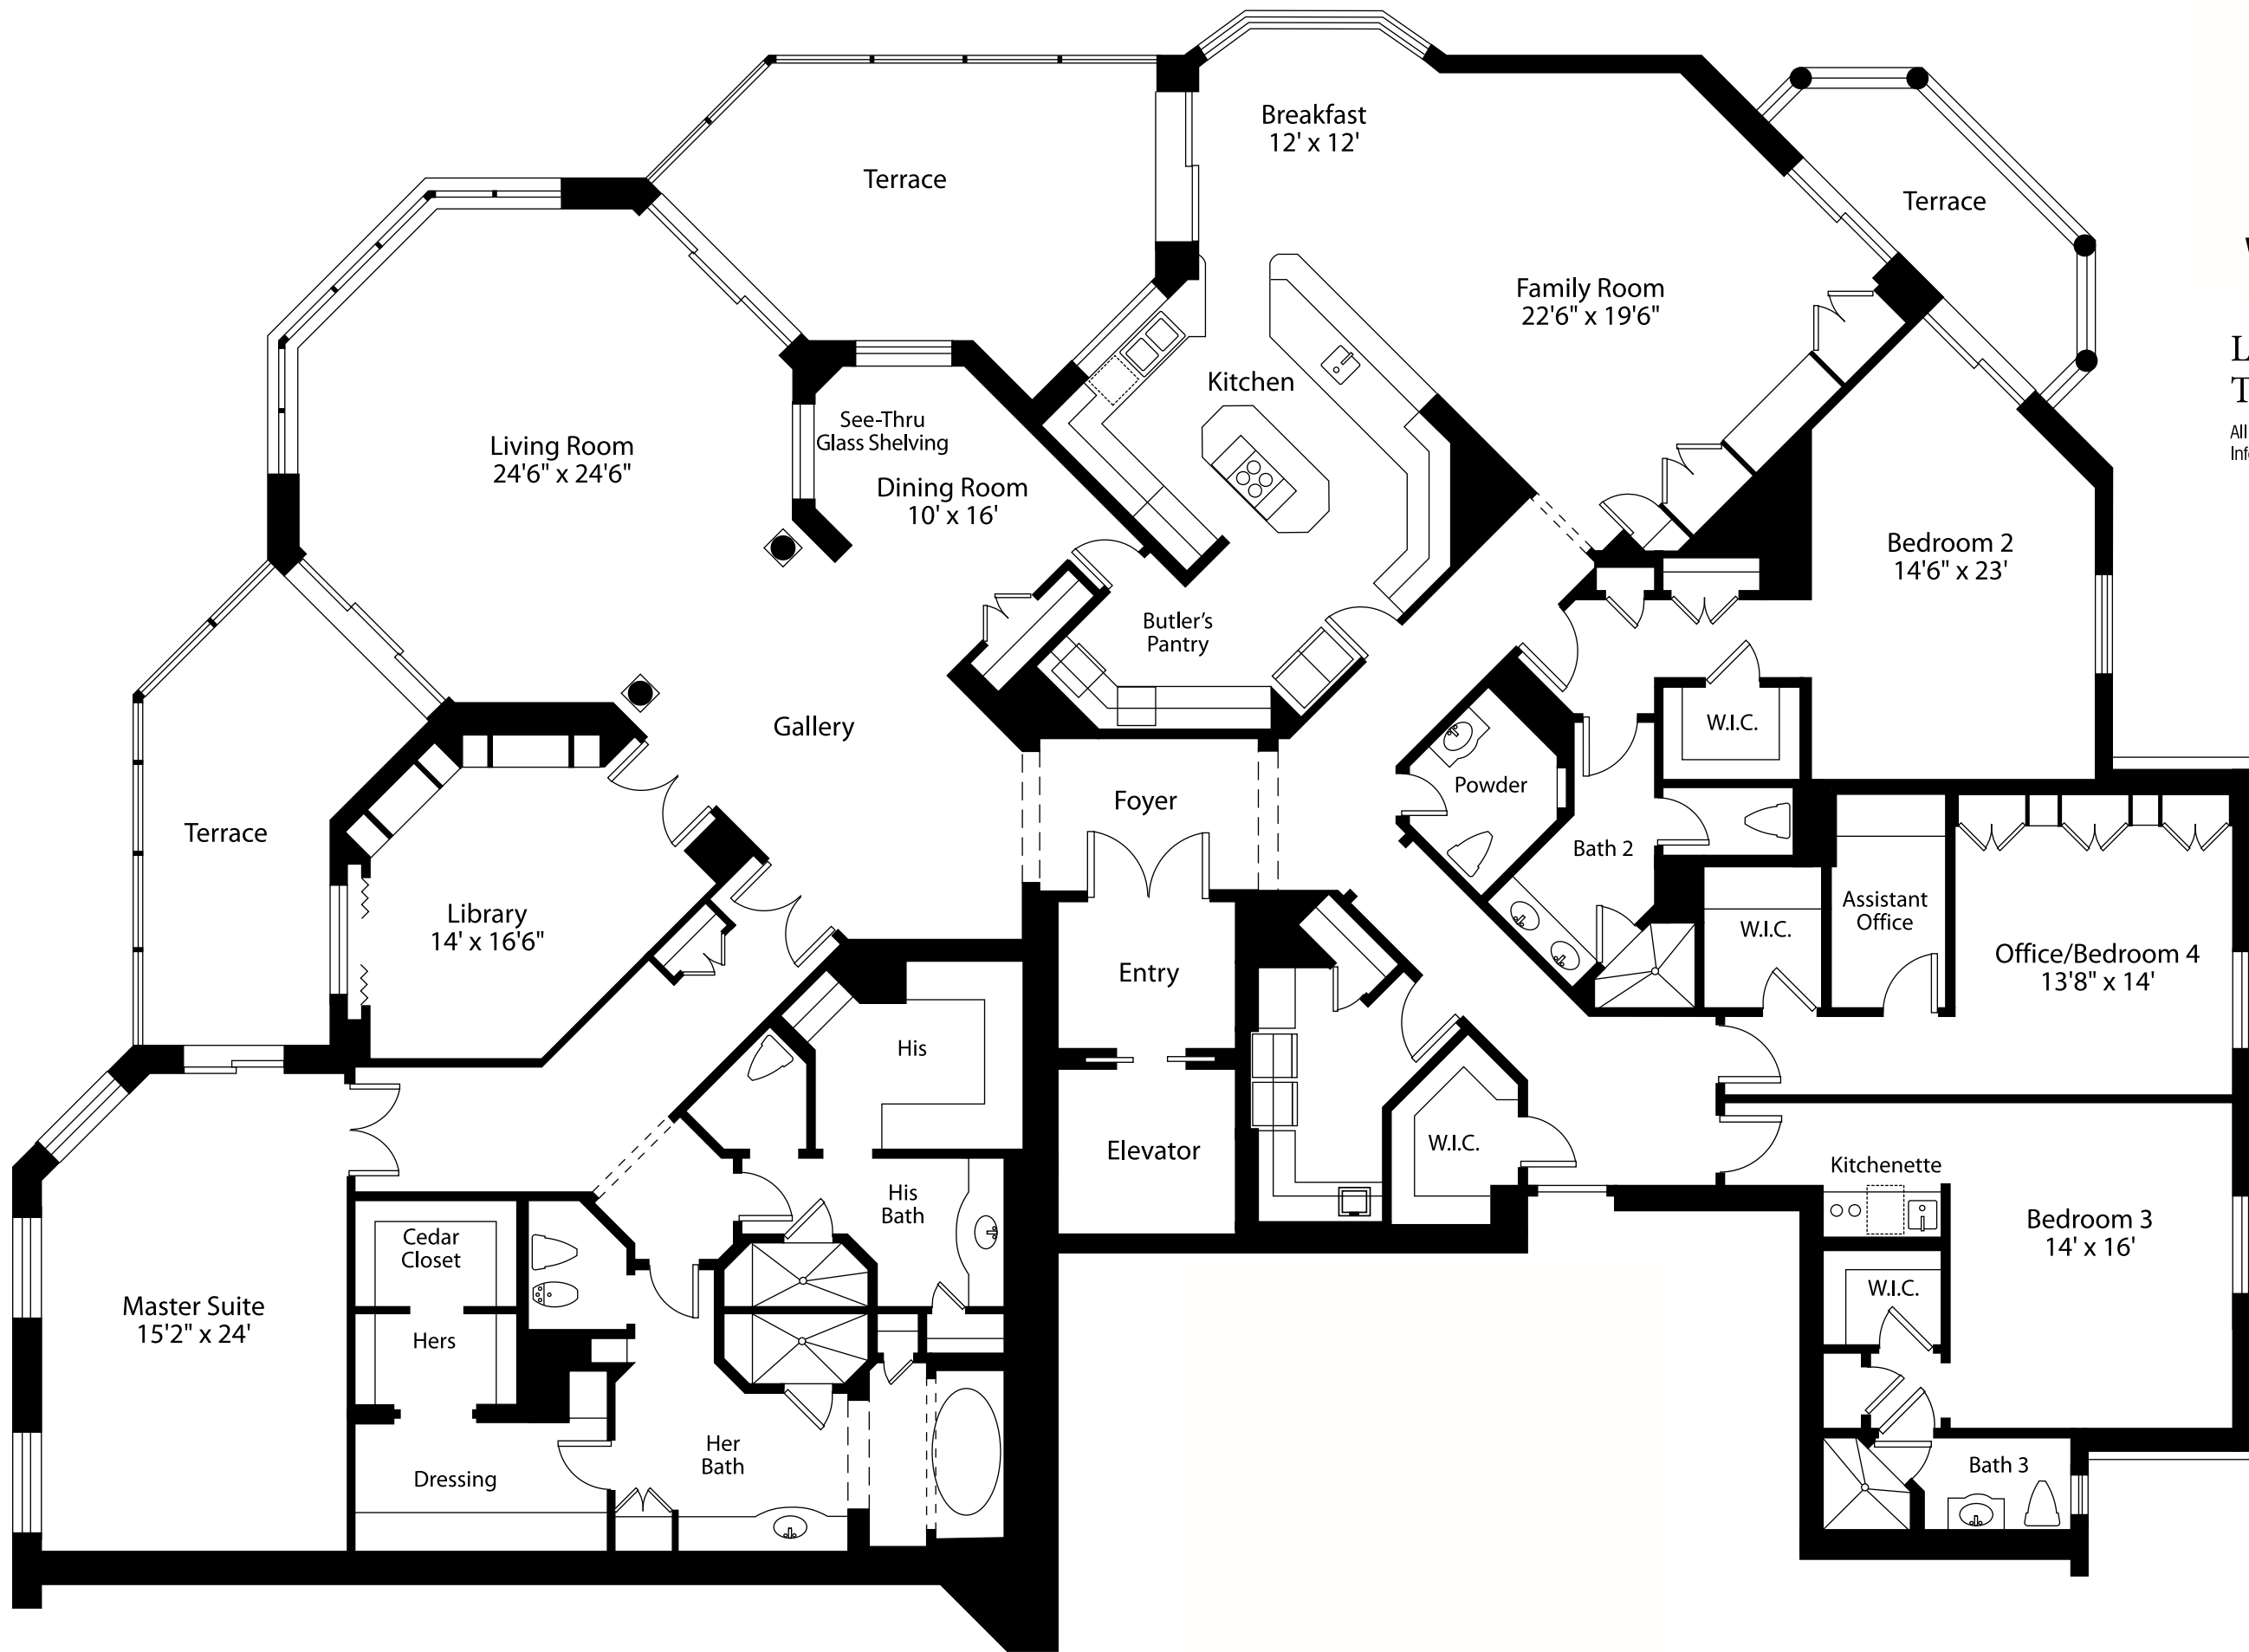 Breakfast
12' x 12'
Terrace
Terrace
Family Room
22'6" x 19'6"
Kitchen
See-Thru
Glass Shelving
Living Room
24'6" x 24'6"
Dining Room
10' x 16'
Bedroom 2
14'6" x 23'
Butler's
Pantry
W.I.C.
Gallery
Powder
Foyer
Terrace
Bath 2
Library
14' x 16'6"
Assistant
Office
W.I.C.
Office/Bedroom 4
13'8" x 14'
Entry
His
Elevator
W.I.C.
Kitchenette
His
Bath
Bedroom 3
14' x 16'
Cedar
Closet
W.I.C.
Master Suite
15'2" x 24'
Hers
Her
Bath
Dressing
Bath 3
All